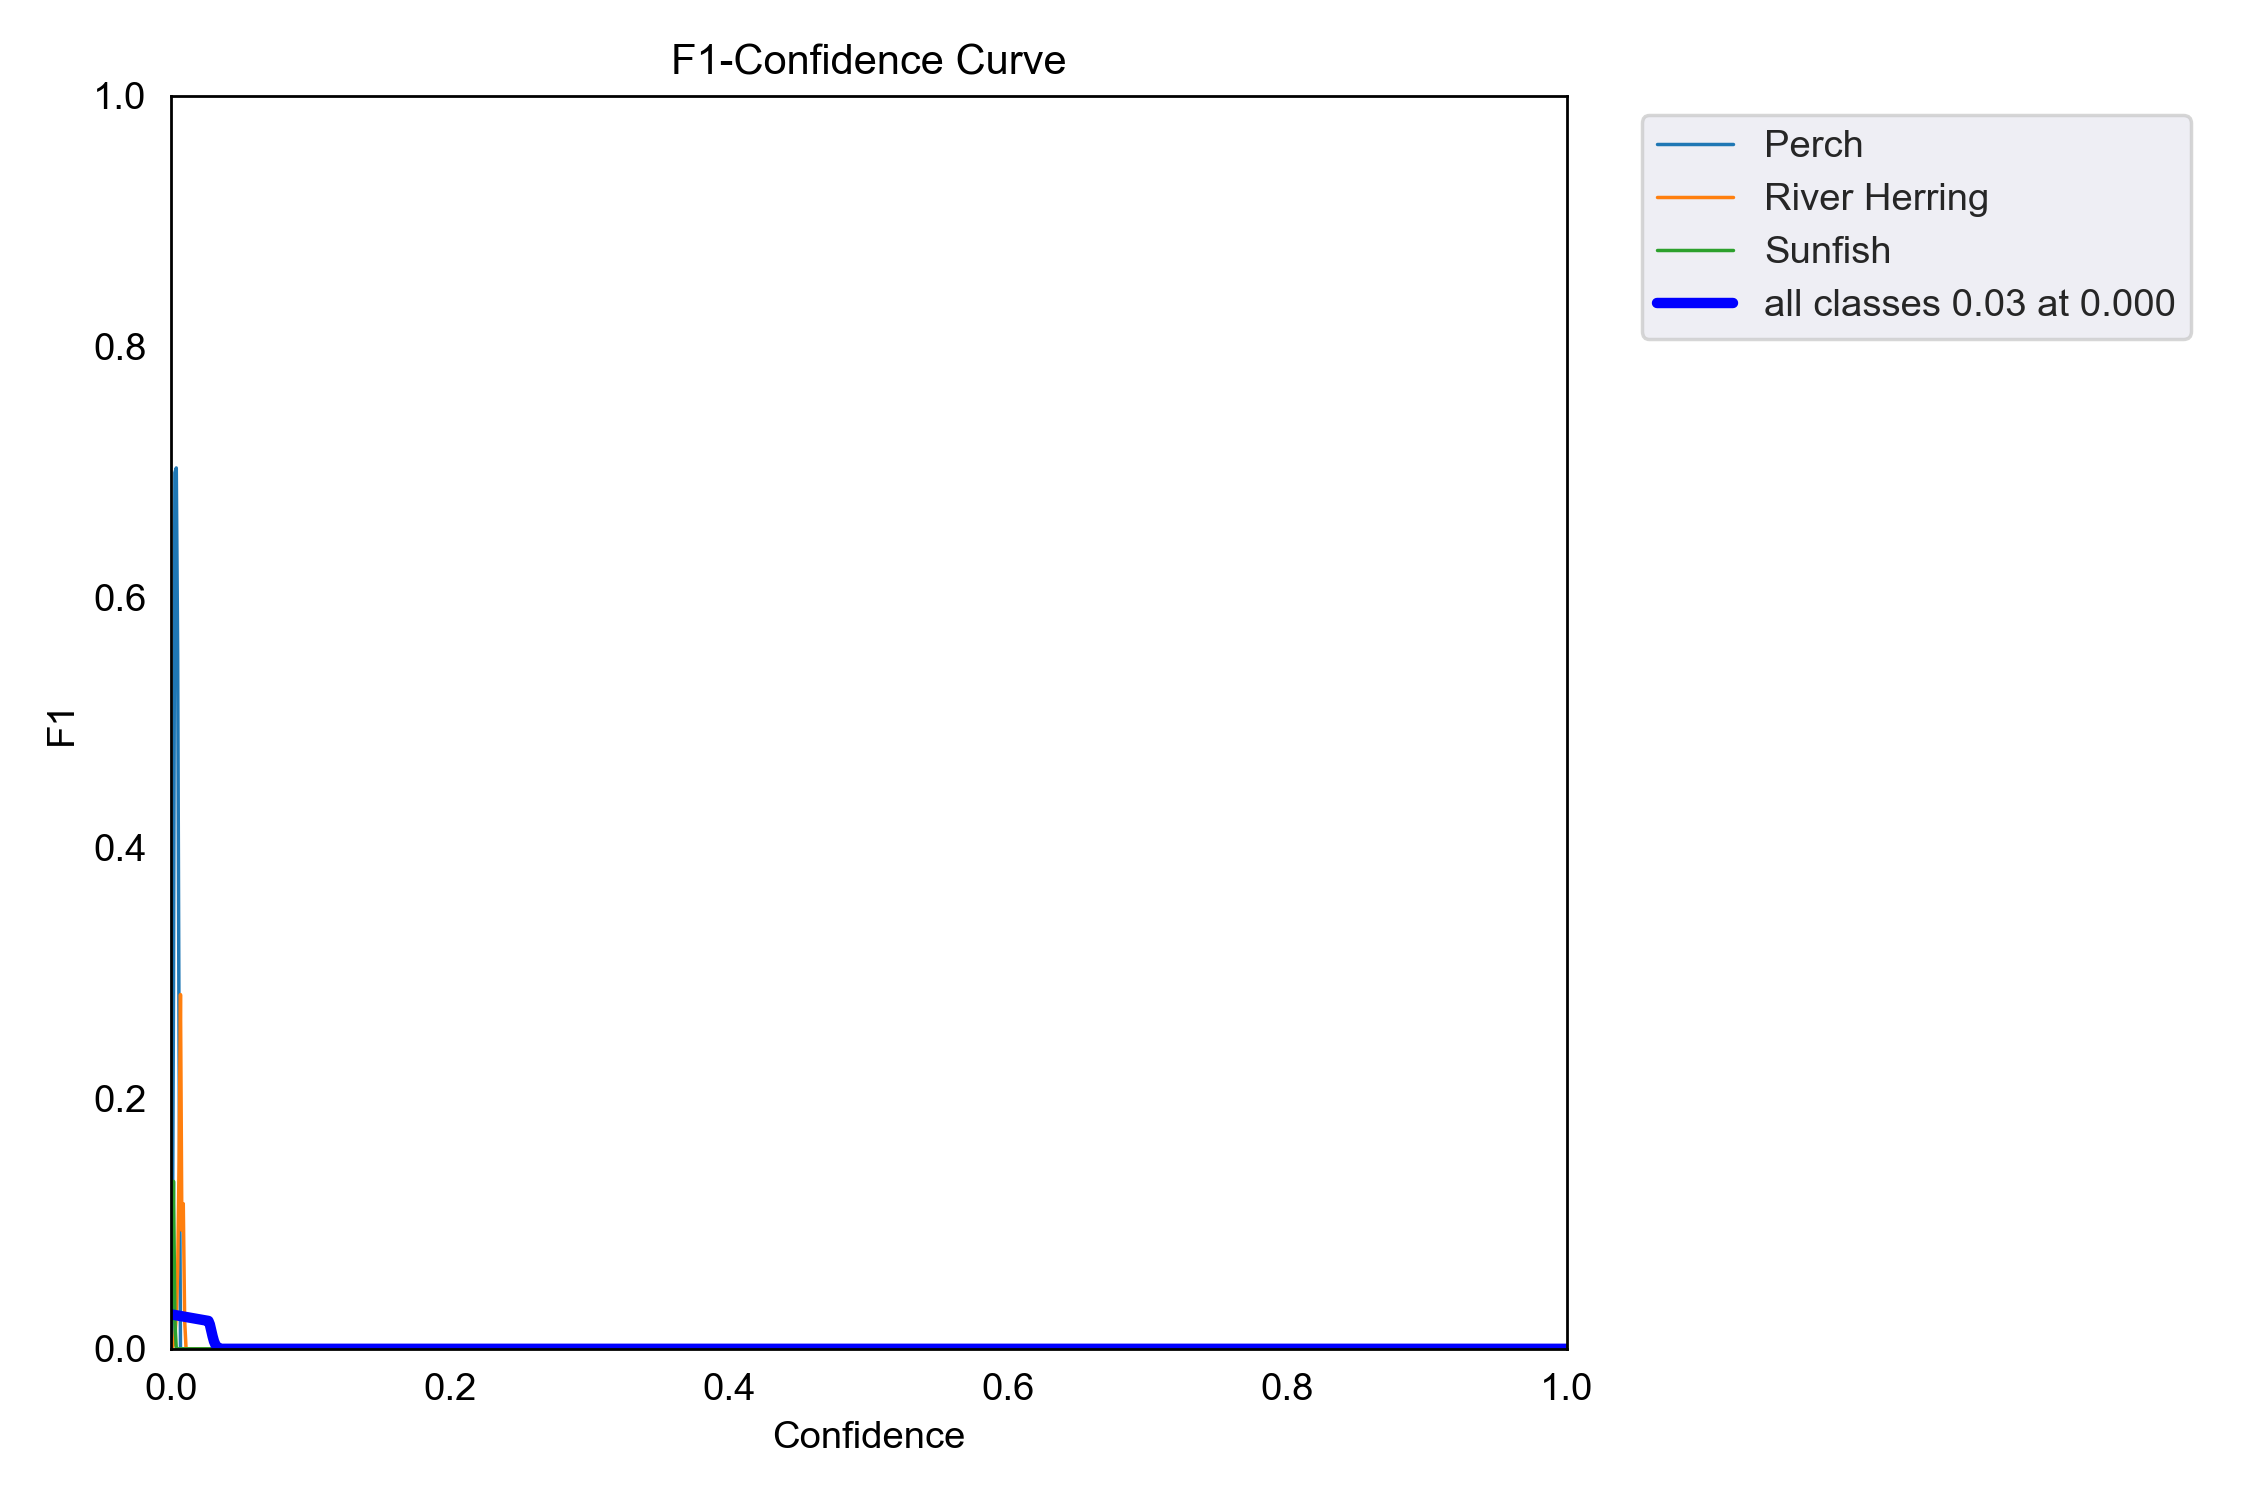 F1-Confidence Curve
1.0
0.8
0.6
0.4
0.2
0.0
F1
0.0 0.2 0.4 0.6 0.8 1.0
Confidence
Perch
River Herring
Sunfish
all classes 0.03 at 0.000